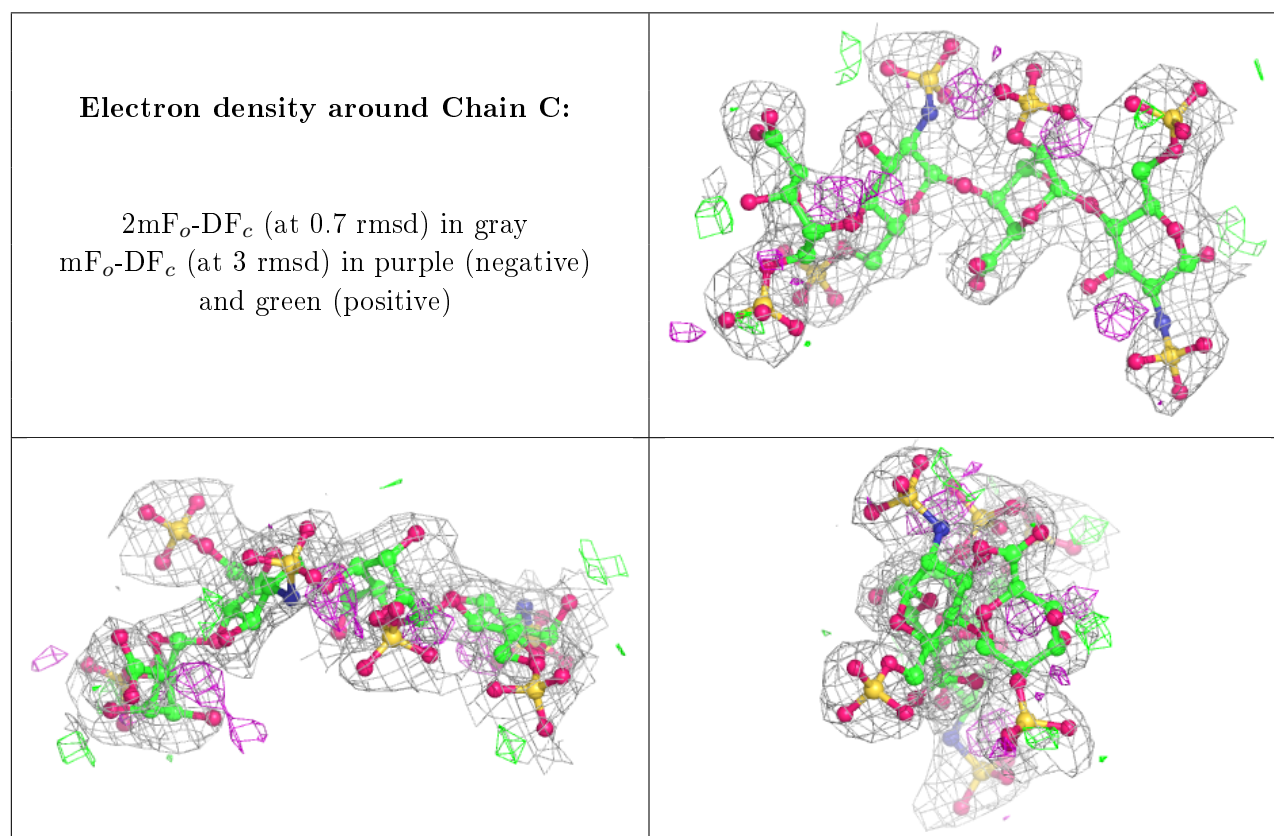 Electron density around Chain C:
2mFo-DFc (at 0.7 rmsd) in gray
mFo-DFc (at 3 rmsd) in purple (negative)
and green (positive)